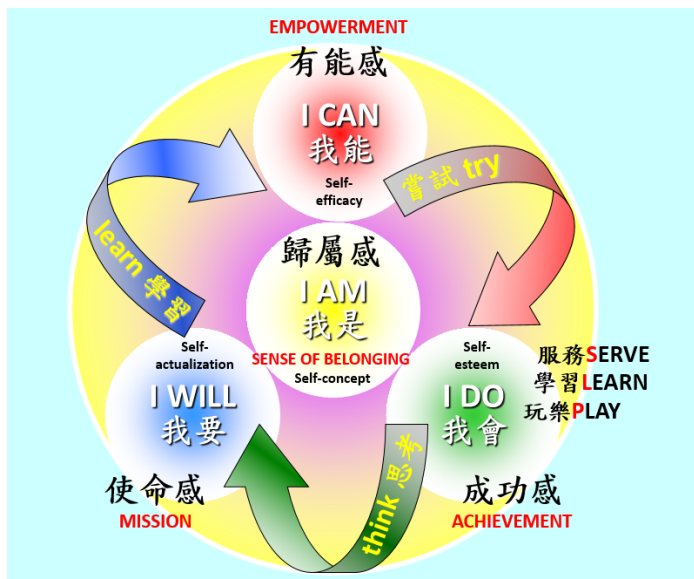 EMPOWERMENT
有能感
I CAN
我能
Self-
efficacy
嘗試 try
learn 學習
歸屬感
I AM
我是
SENSE OF BELONGING
Self-concept
Self-
actualization
I WILL
我要
使命感
MISSION
Self-
esteem
I DO
我會
服務SERVE
學習LEARN
玩樂PLAY
think 思考
成功感
ACHIEVEMENT